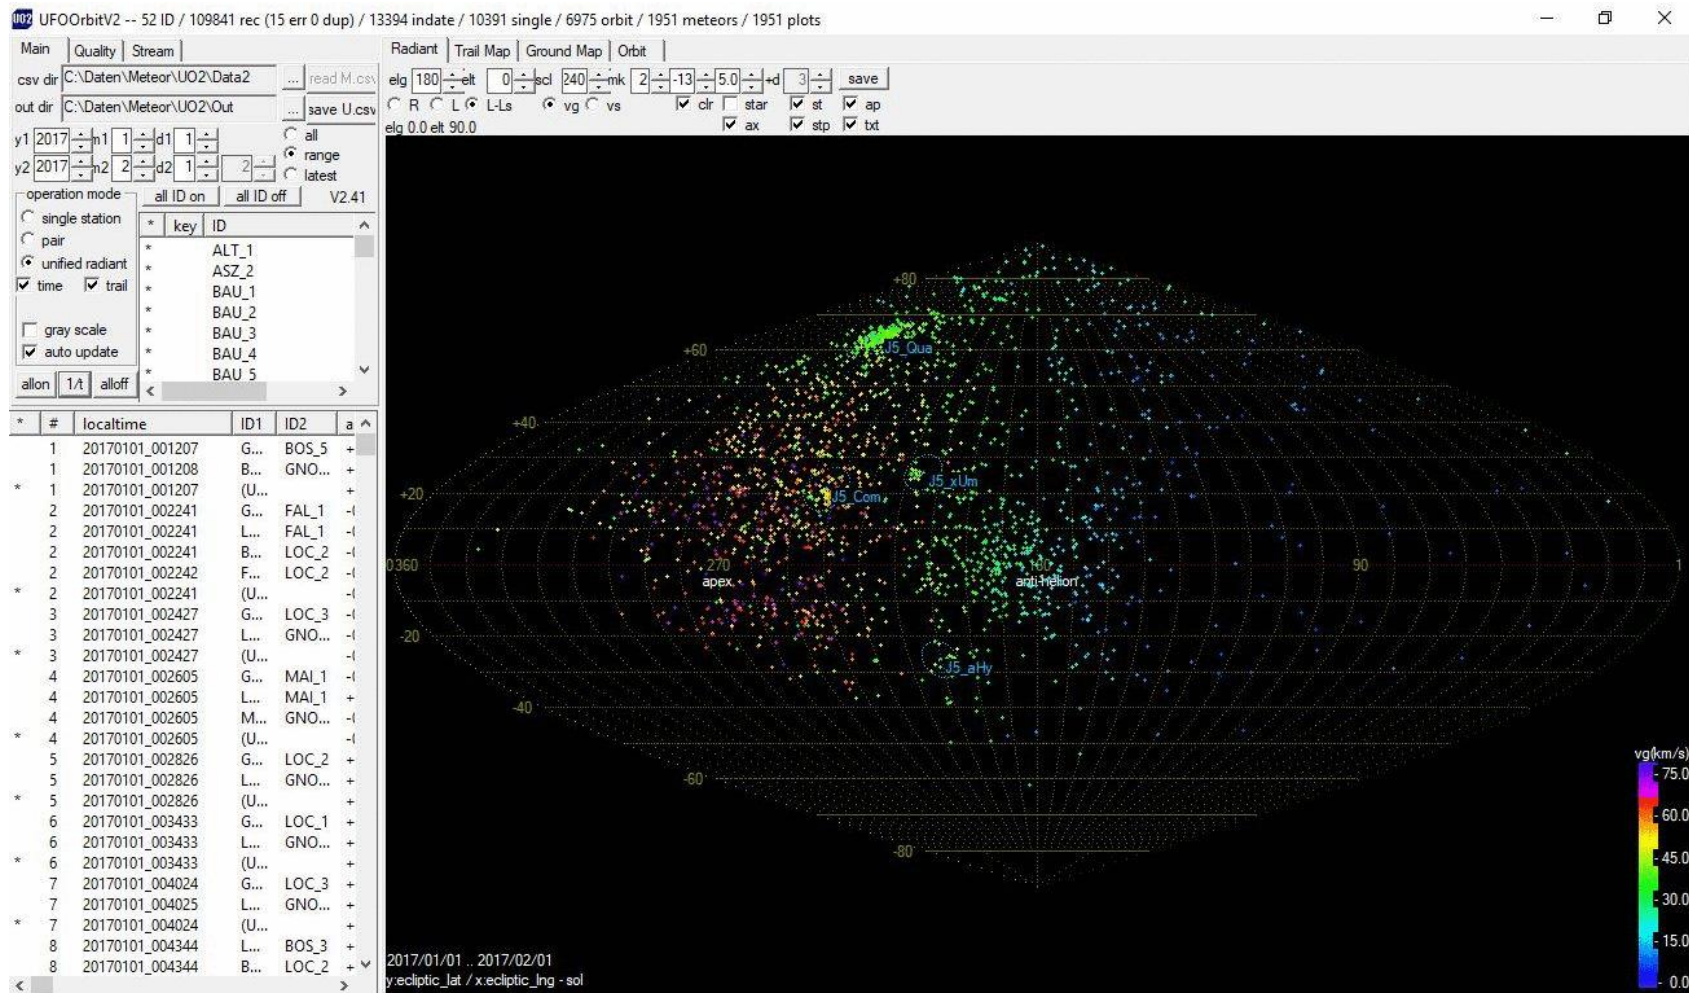 UO2 UFOOrbitV2 -- 52 ID / 109841 rec (15 err 0 dup) / 13394 indate / 10391 single / 6975 orbit / 1951 meteors / 1951 plots
Main Quality Stream
csv dir C:\Daten\Meteor\UO2\Data2 ... read M.csv
out dir C:\Daten\Meteor\UO2\Out ... save U.csv
y1 2017 m1 1 d1 1 all
range
y2 2017 m2 2 d2 1 2 latest
operation mode all ID on all ID off V2.41
single station
pair
unified radiant
time trail
gray scale
auto update
allon 1/t alloff
* key ID
* ALT_1
* ASZ_2
* BAU_1
* BAU_2
* BAU_3
* BAU_4
* BAU_5
* # localtime ID1 ID2 a
1 20170101_001207 G... BOS_5 +
1 20170101_001208 B... GNO... +
* 1 20170101_001207 (U... +
2 20170101_002241 G... FAL_1 -(
2 20170101_002241 L... FAL_1 -(
2 20170101_002241 B... LOC_2 -(
2 20170101_002242 F... LOC_2 -(
* 2 20170101_002241 (U... -(
3 20170101_002427 G... LOC_3 -(
3 20170101_002427 L... GNO... -(
* 3 20170101_002427 (U... -(
4 20170101_002605 G... MAI_1 -(
4 20170101_002605 L... MAI_1 +
4 20170101_002605 M... GNO... -(
* 4 20170101_002605 (U... -(
5 20170101_002826 G... LOC_2 +
5 20170101_002826 L... GNO... +
* 5 20170101_002826 (U... +
6 20170101_003433 G... LOC_1 +
6 20170101_003433 L... GNO... +
* 6 20170101_003433 (U... +
7 20170101_004024 G... LOC_3 +
7 20170101_004025 L... GNO... +
* 7 20170101_004024 (U... +
8 20170101_004344 L... BOS_3 +
8 20170101_004344 B... LOC_2 +
Radiant Trail Map Ground Map Orbit
elg 180 elt 0 scl 240 mk 2 -13 5.0 +d 3 save
R L L-Ls vg vs clr star st ap
elg 0.0 elt 90.0 ax stp txt
+80
+60 J5_Qua
+40
J5_xUm
+20 J5_Com
0360 270 180 90 1
apex. anti-helion
-20
J5_aHy
-40
-60
-80
vg(km/s)
75.0
60.0
45.0
30.0
15.0
0.0
2017/01/01 .. 2017/02/01
y:ecliptic_lat / x:ecliptic_lng - sol